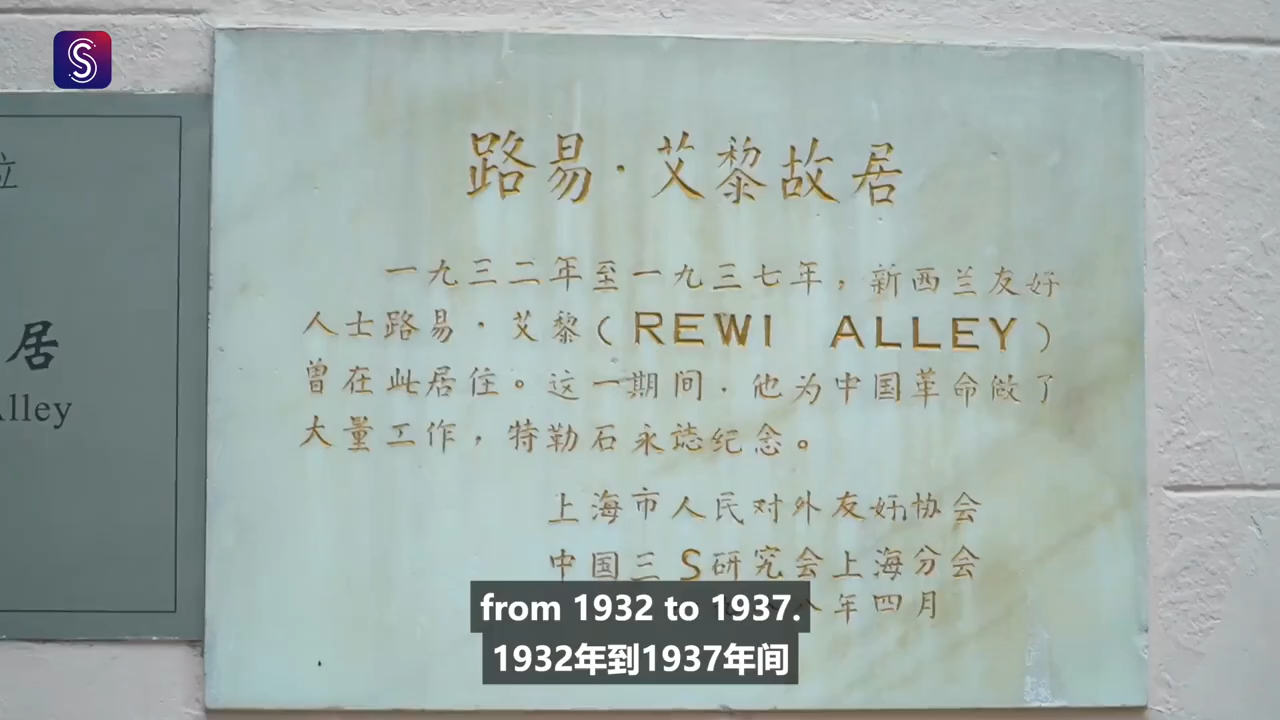 S
立
居
Alley
路易·艾黎故居
一九三二年至一九三七年,新西兰友好
人士路易·艾黎(REWI ALLEY)
曾在此居住。这一期间.他为中国革命做了
大量工作,特勒石永誌纪念。
上海市人民对外友好协会
中国三S研究会上海分会
八年四月
from 1932 to 1937.
1932年到1937年间